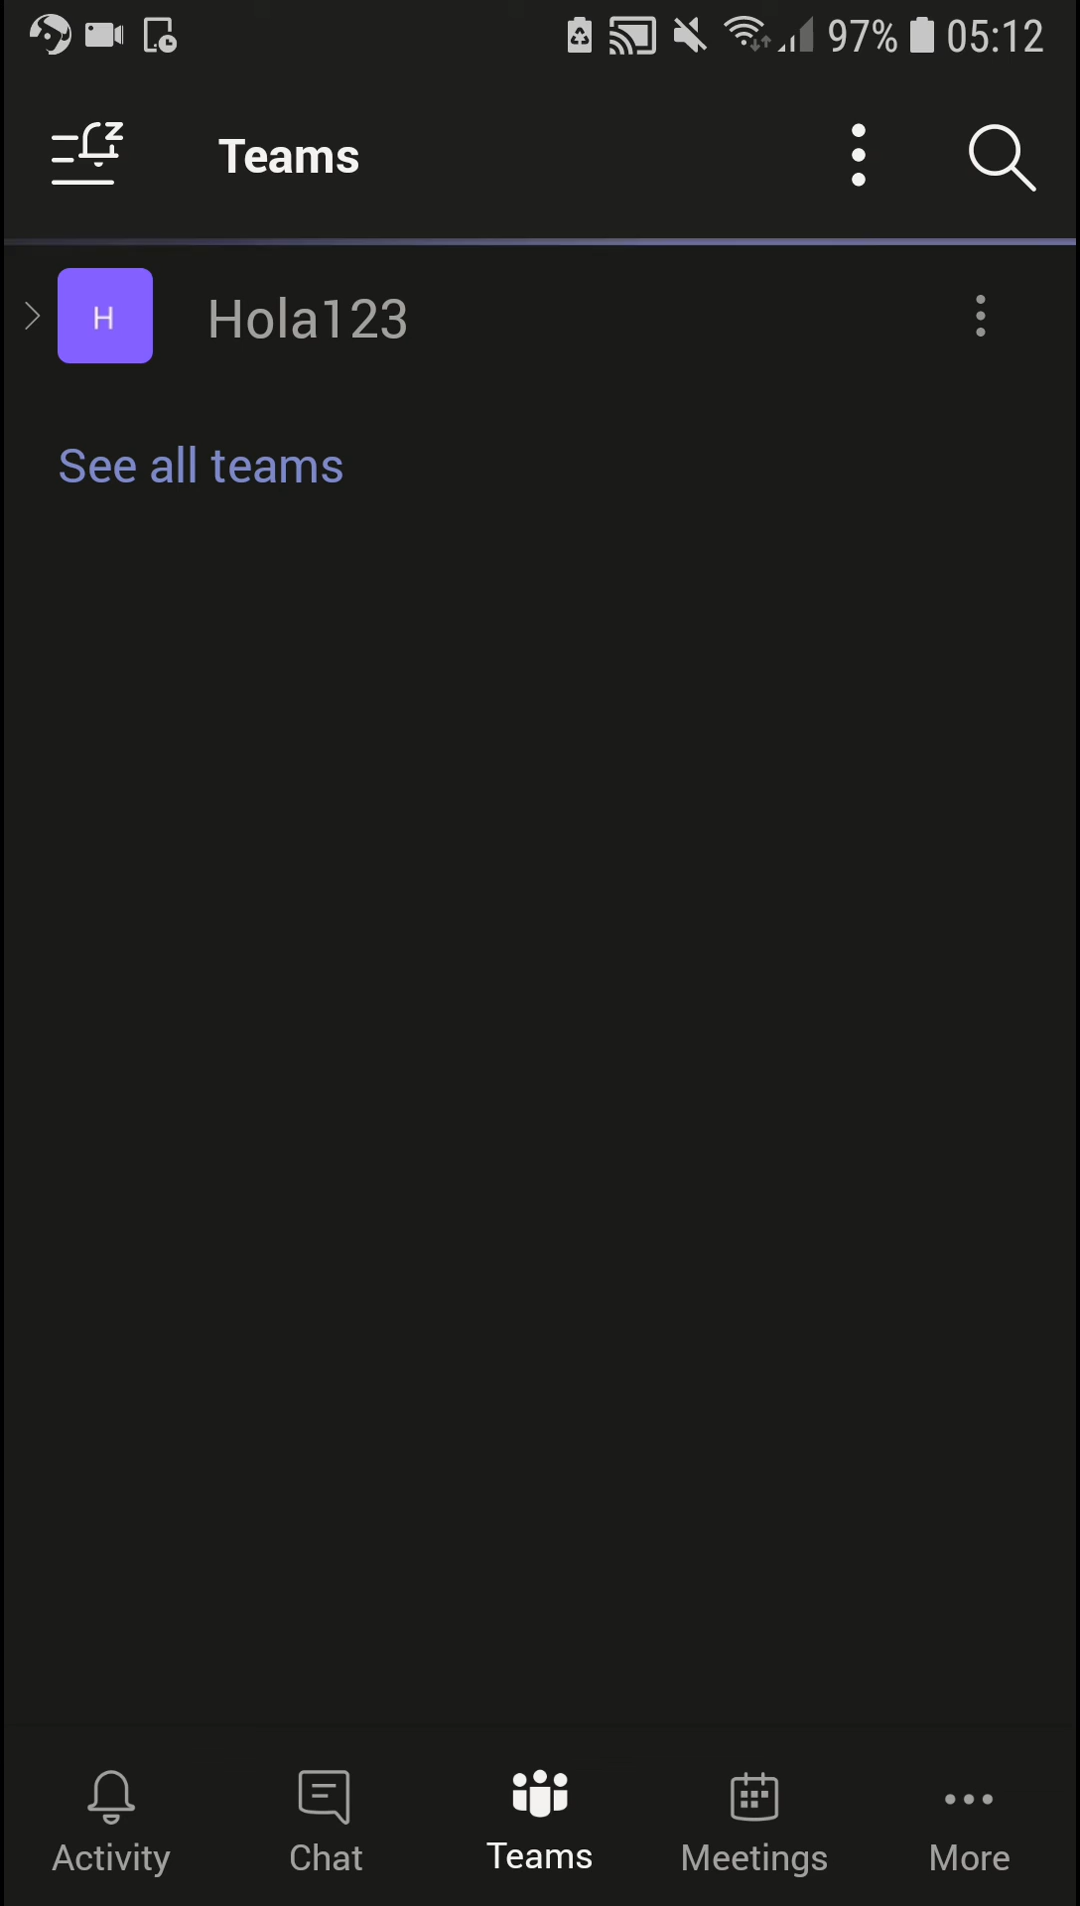 97% 05:12
Teams
H Hola123
See all teams
Activity Chat Teams Meetings More